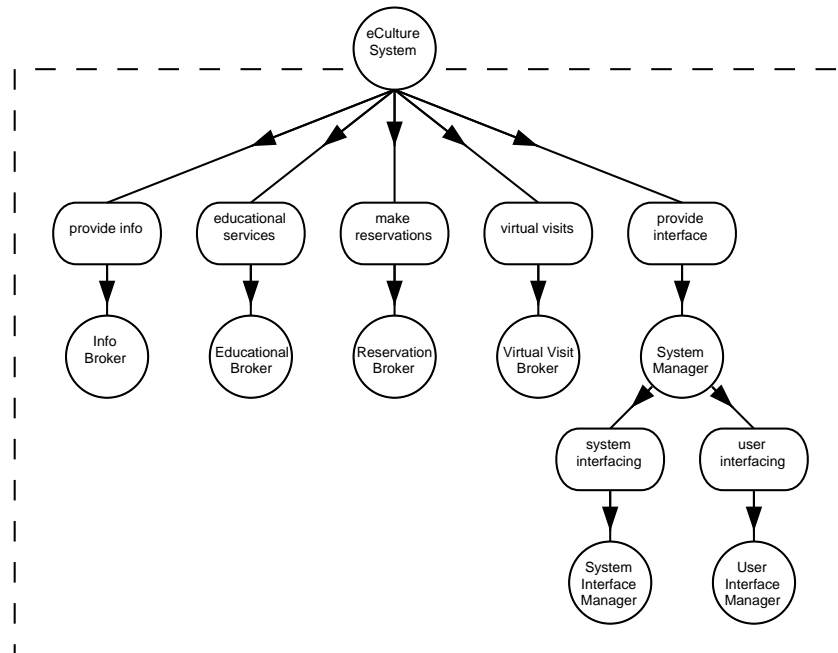 eCulture
System
provide info
educational
services
make
reservations
virtual visits
provide
interface
Info
Broker
Educational
Broker
Reservation
Broker
Virtual Visit
Broker
System
Manager
system
interfacing
user
interfacing
System
Interface
Manager
User
Interface
Manager